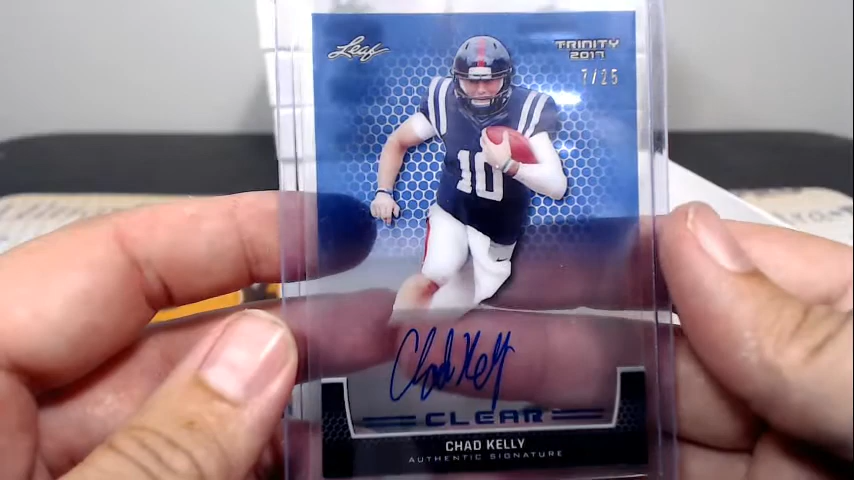 Leaf
TRINITY
2017
7/25
10
Chad Kelly
CLEAR
CHAD KELLY
AUTHENTIC SIGNATURE